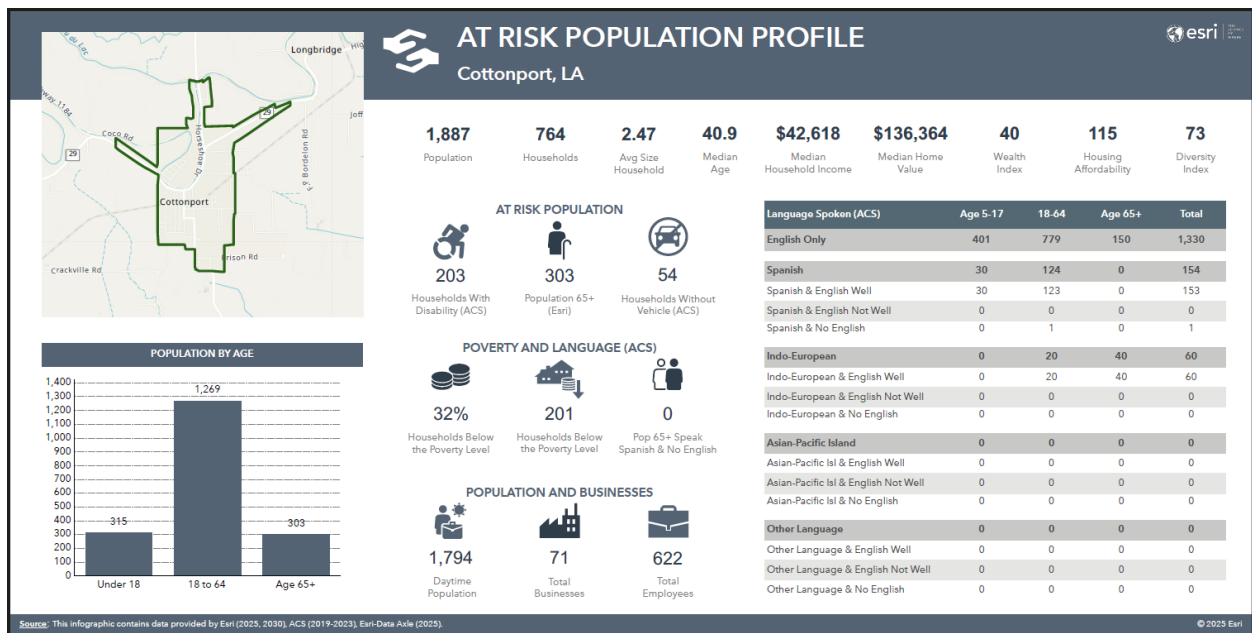 AT RISK POPULATION PROFILE
Cottonport, LA
esri
Longbridge
Coco Rd
29
29
Horseshoe Dr
F-g Bordelon Rd
Cottonport
Prison Rd
Crackville Rd
1,887
Population
764
Households
2.47
Avg Size
Household
40.9
Median
Age
$42,618
Median
Household Income
$136,364
Median Home
Value
40
Wealth
Index
115
Housing
Affordability
73
Diversity
Index
AT RISK POPULATION
203
Households With
Disability (ACS)
303
Population 65+
(Esri)
54
Households Without
Vehicle (ACS)
POVERTY AND LANGUAGE (ACS)
32%
Households Below
the Poverty Level
201
Households Below
the Poverty Level
0
Pop 65+ Speak
Spanish & No English
POPULATION AND BUSINESSES
1,794
Daytime
Population
71
Total
Businesses
622
Total
Employees
POPULATION BY AGE
1,400
1,300
1,200
1,100
1,000
900
800
700
600
500
400
300
200
100
0
315
1,269
303
Under 18 18 to 64 Age 65+
Language Spoken (ACS) Age 5-17 18-64 Age 65+ Total
English Only 401 779 150 1,330
Spanish 30 124 0 154
Spanish & English Well 30 123 0 153
Spanish & English Not Well 0 0 0 0
Spanish & No English 0 1 0 1
Indo-European 0 20 40 60
Indo-European & English Well 0 20 40 60
Indo-European & English Not Well 0 0 0 0
Indo-European & No English 0 0 0 0
Asian-Pacific Island 0 0 0 0
Asian-Pacific Isl & English Well 0 0 0 0
Asian-Pacific Isl & English Not Well 0 0 0 0
Asian-Pacific Isl & No English 0 0 0 0
Other Language 0 0 0 0
Other Language & English Well 0 0 0 0
Other Language & English Not Well 0 0 0 0
Other Language & No English 0 0 0 0
Source: This infographic contains data provided by Esri (2025, 2030), ACS (2019-2023), Esri-Data Axle (2025).
© 2025 Esri